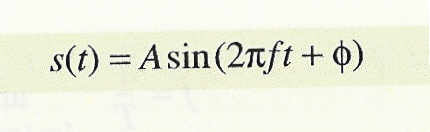 s(t) = A sin(2πft + ϕ)